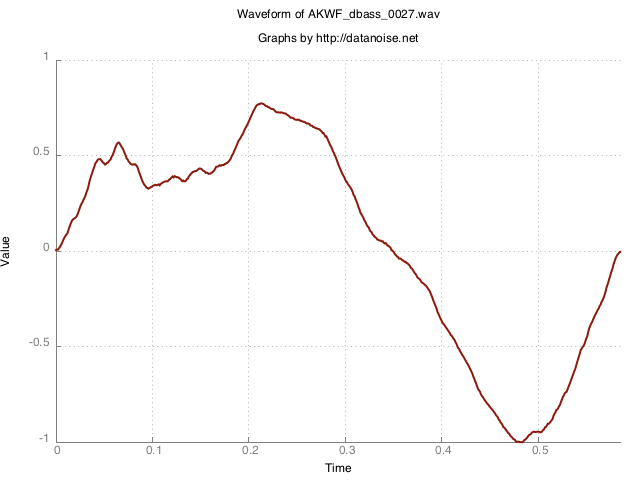 Waveform of AKWF_dbass_0027.wav
Graphs by http://datanoise.net
1
0.5
0
-0.5
-1
Value
0 0.1 0.2 0.3 0.4 0.5
Time